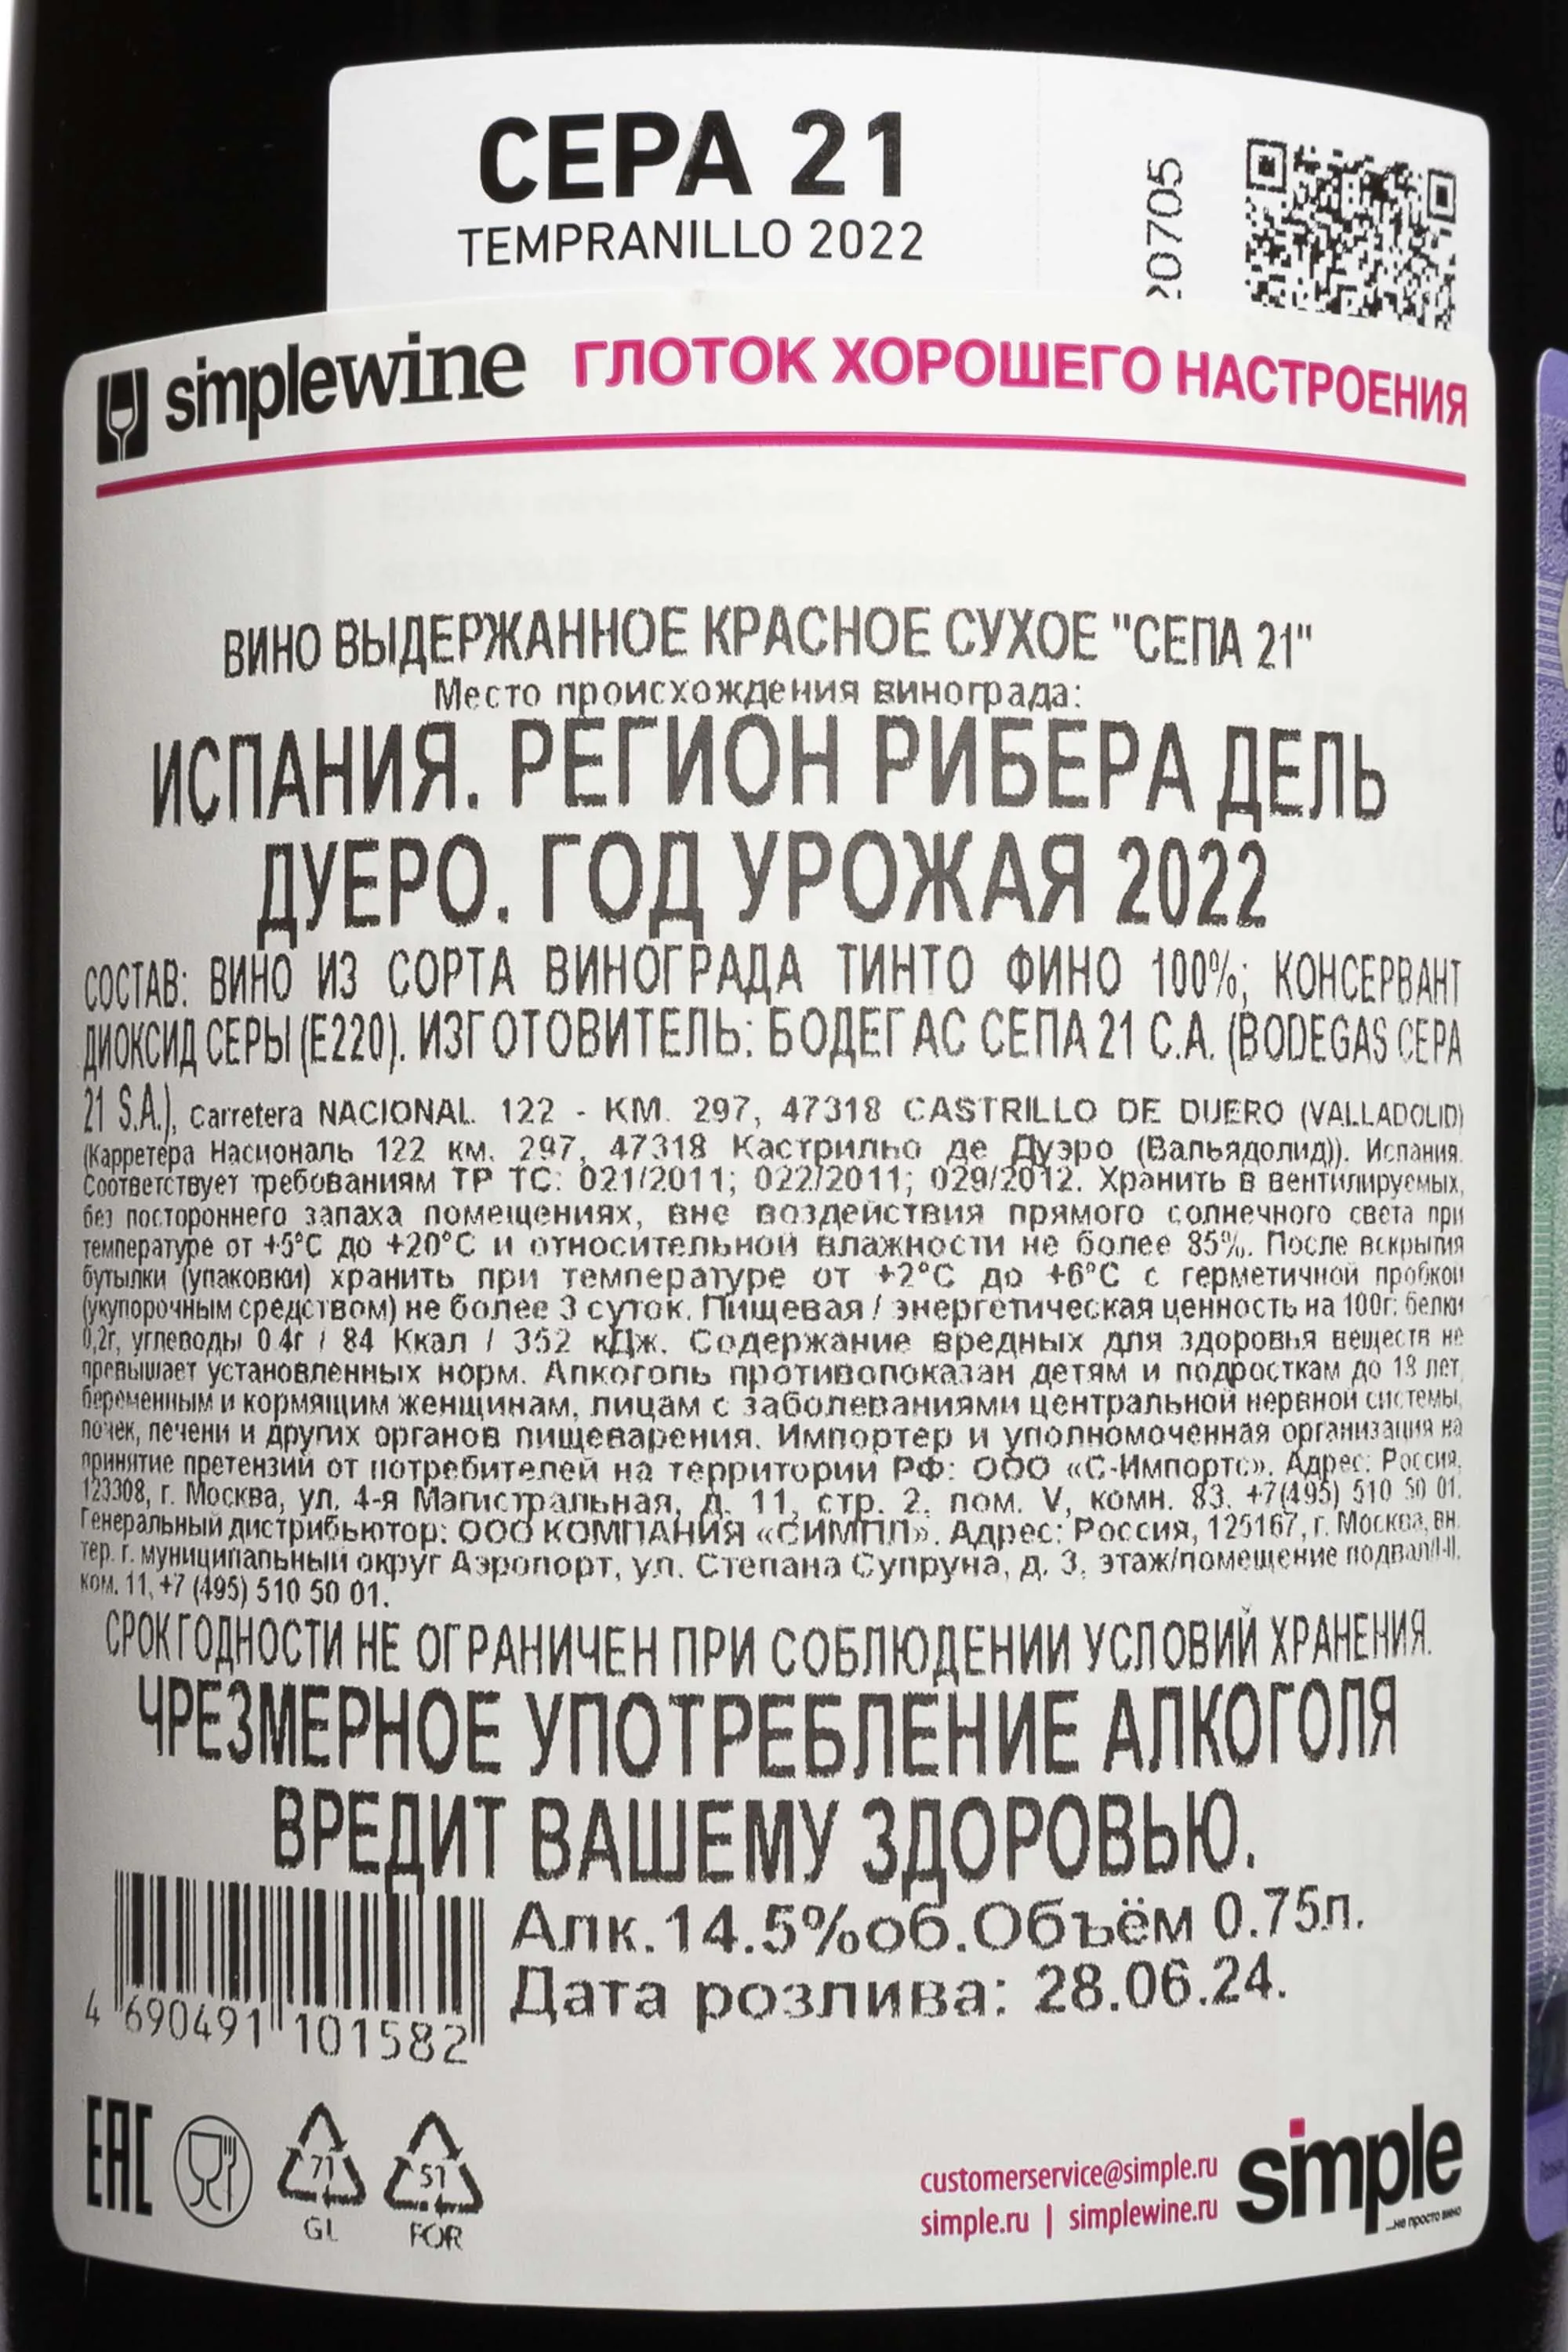 CEPA 21
TEMPRANILLO 2022
20705
simplewine ГЛОТОК ХОРОШЕГО НАСТРОЕНИЯ
ВИНО ВЫДЕРЖАННОЕ КРАСНОЕ СУХОЕ "СЕПА 21"
Место происхождения винограда:
ИСПАНИЯ. РЕГИОН РИБЕРА ДЕЛЬ
ДУЕРО. ГОД УРОЖАЯ 2022
СОСТАВ: ВИНО ИЗ СОРТА ВИНОГРАДА ТИНТО ФИНО 100%; КОНСЕРВАНТ
ДИОКСИД СЕРЫ (Е220). ИЗГОТОВИТЕЛЬ: БОДЕГАС СЕПА 21 С.А. (BODEGAS CEPA
21 S.A.), Carretera NACIONAL 122 - KM. 297, 47318 CASTRILLO DE DUERO (VALLADOLID)
(Карретера Насиональ 122 км. 297, 47318 Кастрильо де Дуэро (Вальядолид)). Испания.
Соответствует требованиям ТР ТС: 021/2011; 022/2011; 029/2012. Хранить в вентилируемых,
без постороннего запаха помещениях, вне воздействия прямого солнечного света при
температуре от +5°С до +20°С и относительной влажности не более 85%. После вскрытия
бутылки (упаковки) хранить при температуре от +2°С до +6°С с герметичной пробкой
(укупорочным средством) не более 3 суток. Пищевая / энергетическая ценность на 100г: белки
0,2г, углеводы 0.4г / 84 Ккал / 352 кДж. Содержание вредных для здоровья веществ не
превышает установленных норм. Алкоголь противопоказан детям и подросткам до 18 лет,
беременным и кормящим женщинам, лицам с заболеваниями центральной нервной системы,
почек, печени и других органов пищеварения. Импортер и уполномоченная организация на
принятие претензий от потребителей на территории РФ: ООО «С-Импортс». Адрес: Россия,
123308, г. Москва, ул. 4-я Магистральная, д. 11, стр. 2, пом. V, комн. 83. +7(495) 510 50 01.
Генеральный дистрибьютор: ООО КОМПАНИЯ «СИМПЛ». Адрес: Россия, 125167, г. Москва, вн.
тер. г. муниципальный округ Аэропорт, ул. Степана Супруна, д. 3, этаж/помещение подвал/I-II,
ком. 11, +7 (495) 510 50 01.
СРОК ГОДНОСТИ НЕ ОГРАНИЧЕН ПРИ СОБЛЮДЕНИИ УСЛОВИЙ ХРАНЕНИЯ.
ЧРЕЗМЕРНОЕ УПОТРЕБЛЕНИЕ АЛКОГОЛЯ
ВРЕДИТ ВАШЕМУ ЗДОРОВЬЮ.
Алк.14.5%об.Объём 0.75л.
Дата розлива: 28.06.24.
4 690491 101582
EAC
71
GL
51
FOR
customerservice@simple.ru
simple.ru | simplewine.ru
simple
...не просто вино